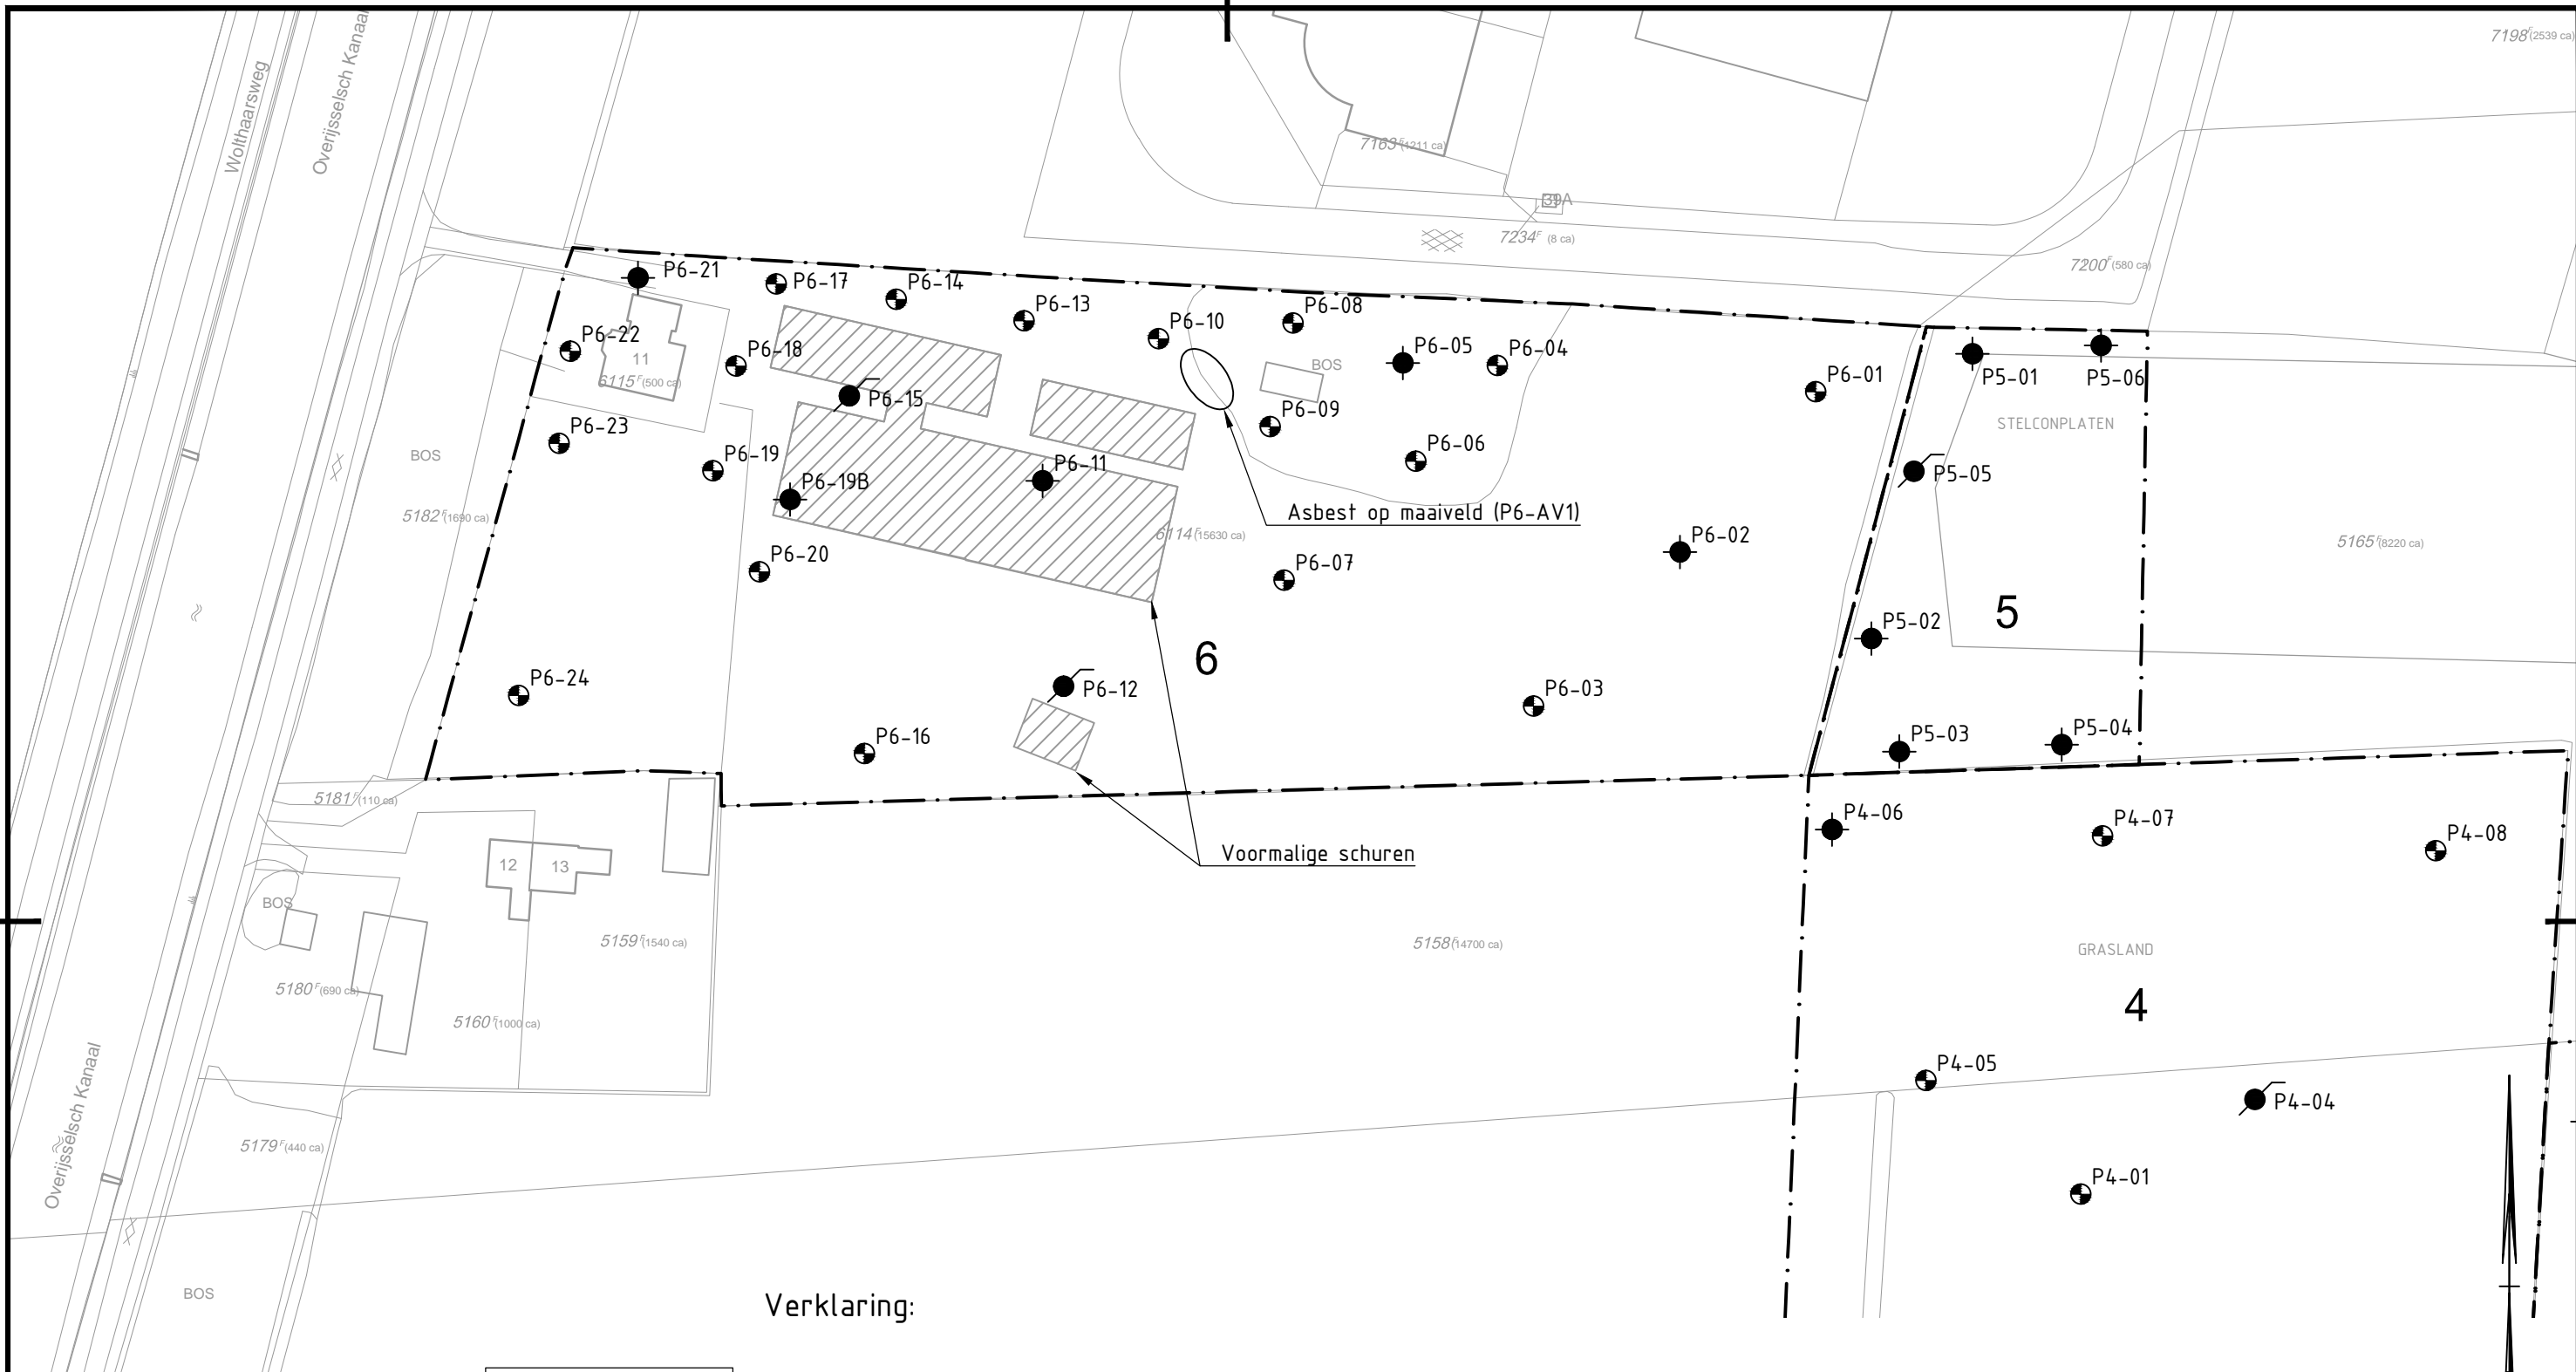 7198 F (2539 ca)
Wolthaarsweg
Overijsselsch Kanaal
7163 F (1211 ca)
39A
7234 F (8 ca)
7200 F (580 ca)
P6-21
P6-17
P6-14
P6-13
P6-10
P6-08
P6-22
11
6115 F (500 ca)
P6-18
BOS
P6-05
P6-04
P6-01
P5-01
P5-06
P6-15
P6-09
STELCONPLATEN
P6-23
BOS
P6-19
P6-11
P6-06
P6-19B
P5-05
5182 F (1690 ca)
Asbest op maaiveld (P6-AV1)
6114 F (15630 ca)
P6-02
5165 F (8220 ca)
P6-20
P6-07
5
P5-02
6
P6-24
P6-12
P6-03
P6-16
P5-03
P5-04
5181 F (110 ca)
P4-06
P4-07
P4-08
Voormalige schuren
12
13
BOS
5159 F (1540 ca)
5158 F (14700 ca)
GRASLAND
5180 F (690 ca)
4
5160 F (1000 ca)
P4-05
P4-04
Overijsselsch Kanaal
5179 F (440 ca)
P4-01
BOS
Verklaring: